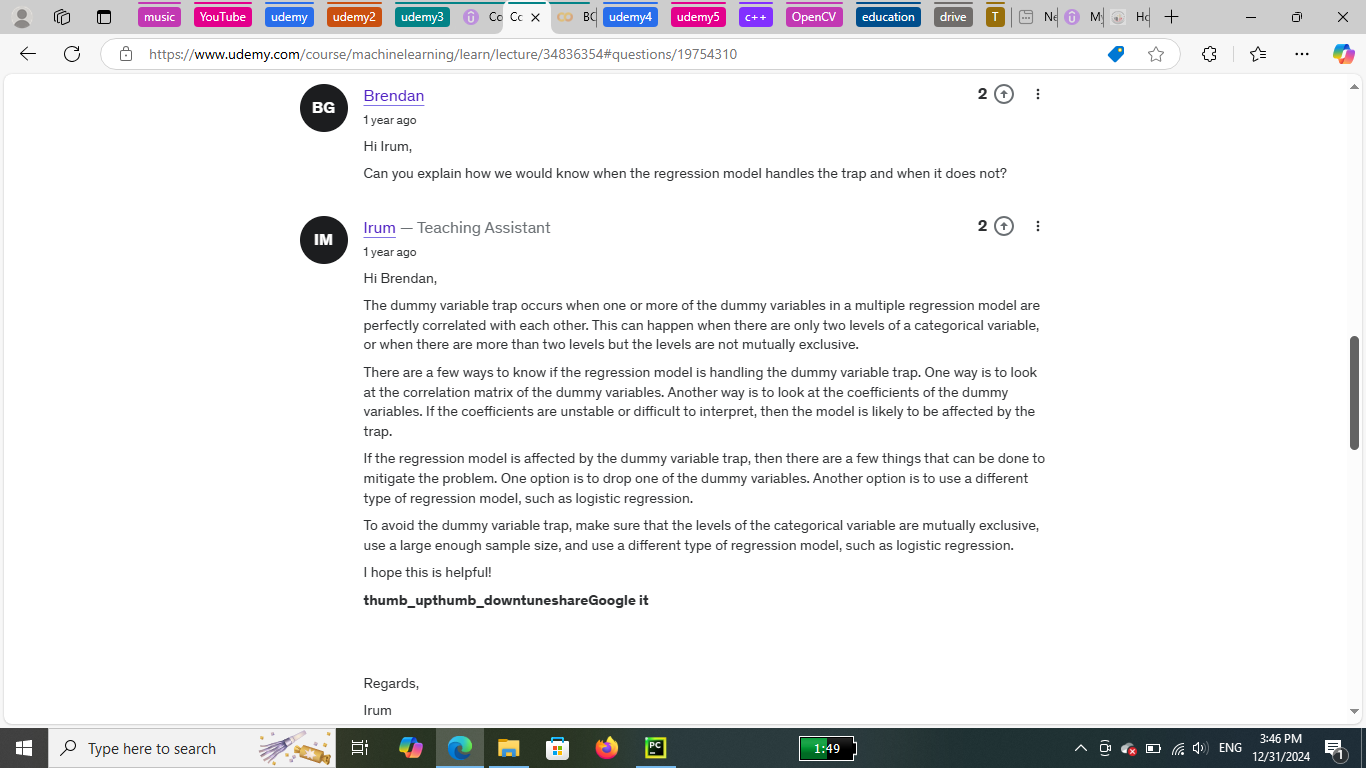 music YouTube udemy udemy2 udemy3 Co Co BC udemy4 udemy5 c++ OpenCV education drive T Ne My Ho
https://www.udemy.com/course/machinelearning/learn/lecture/34836354#questions/19754310
BG
Brendan
2
1 year ago
Hi Irum,
Can you explain how we would know when the regression model handles the trap and when it does not?
IM
Irum — Teaching Assistant
2
1 year ago
Hi Brendan,
The dummy variable trap occurs when one or more of the dummy variables in a multiple regression model are
perfectly correlated with each other. This can happen when there are only two levels of a categorical variable,
or when there are more than two levels but the levels are not mutually exclusive.
There are a few ways to know if the regression model is handling the dummy variable trap. One way is to look
at the correlation matrix of the dummy variables. Another way is to look at the coefficients of the dummy
variables. If the coefficients are unstable or difficult to interpret, then the model is likely to be affected by the
trap.
If the regression model is affected by the dummy variable trap, then there are a few things that can be done to
mitigate the problem. One option is to drop one of the dummy variables. Another option is to use a different
type of regression model, such as logistic regression.
To avoid the dummy variable trap, make sure that the levels of the categorical variable are mutually exclusive,
use a large enough sample size, and use a different type of regression model, such as logistic regression.
I hope this is helpful!
thumb_upthumb_downtuneshareGoogle it
Regards,
Irum
Type here to search
PC
1:49
ENG
3:46 PM
12/31/2024
1